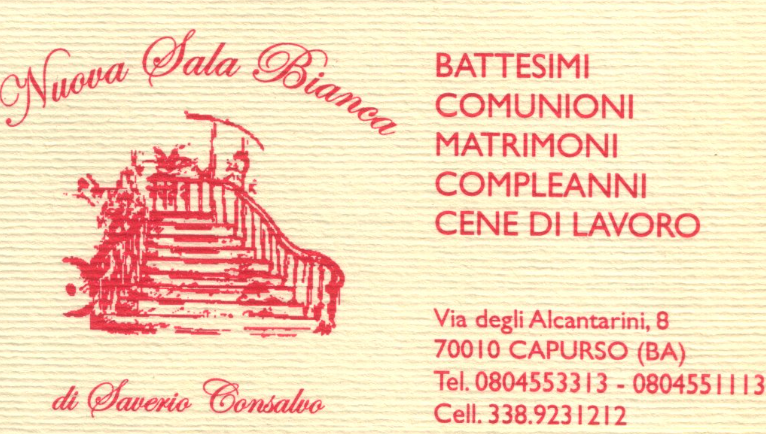 Nuova Sala Bianca
di Saverio Consalvo
BATTESIMI
COMUNIONI
MATRIMONI
COMPLEANNI
CENE DI LAVORO
Via degli Alcantarini, 8
70010 CAPURSO (BA)
Tel. 0804553313 - 0804551113
Cell. 338.9231212